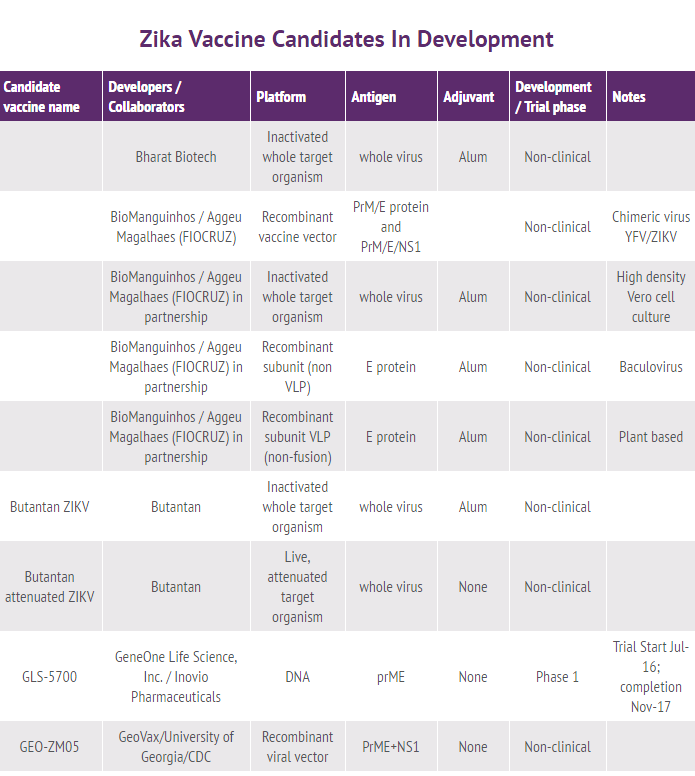 Zika Vaccine Candidates In Development
Candidate
vaccine name
Developers /
Collaborators
Platform
Antigen
Adjuvant
Development
/ Trial phase
Notes
Bharat Biotech
Inactivated
whole target
organism
whole virus
Alum
Non-clinical
BioManguinhos / Aggeu
Magalhaes (FIOCRUZ)
Recombinant
vaccine vector
PrM/E protein
and
PrM/E/NS1
Non-clinical
Chimeric virus
YFV/ZIKV
BioManguinhos / Aggeu
Magalhaes (FIOCRUZ) in
partnership
Inactivated
whole target
organism
whole virus
Alum
Non-clinical
High density
Vero cell
culture
BioManguinhos / Aggeu
Magalhaes (FIOCRUZ) in
partnership
Recombinant
subunit (non
VLP)
E protein
Alum
Non-clinical
Baculovirus
BioManguinhos / Aggeu
Magalhaes (FIOCRUZ) in
partnership
Recombinant
subunit VLP
(non-fusion)
E protein
Alum
Non-clinical
Plant based
Butantan ZIKV
Butantan
Inactivated
whole target
organism
whole virus
Alum
Non-clinical
Butantan
attenuated ZIKV
Butantan
Live,
attenuated
target
organism
whole virus
None
Non-clinical
GLS-5700
GeneOne Life Science,
Inc. / Inovio
Pharmaceuticals
DNA
prME
None
Phase 1
Trial Start Jul-
16;
completion
Nov-17
GEO-ZM05
GeoVax/University of
Georgia/CDC
Recombinant
viral vector
PrME+NS1
None
Non-clinical